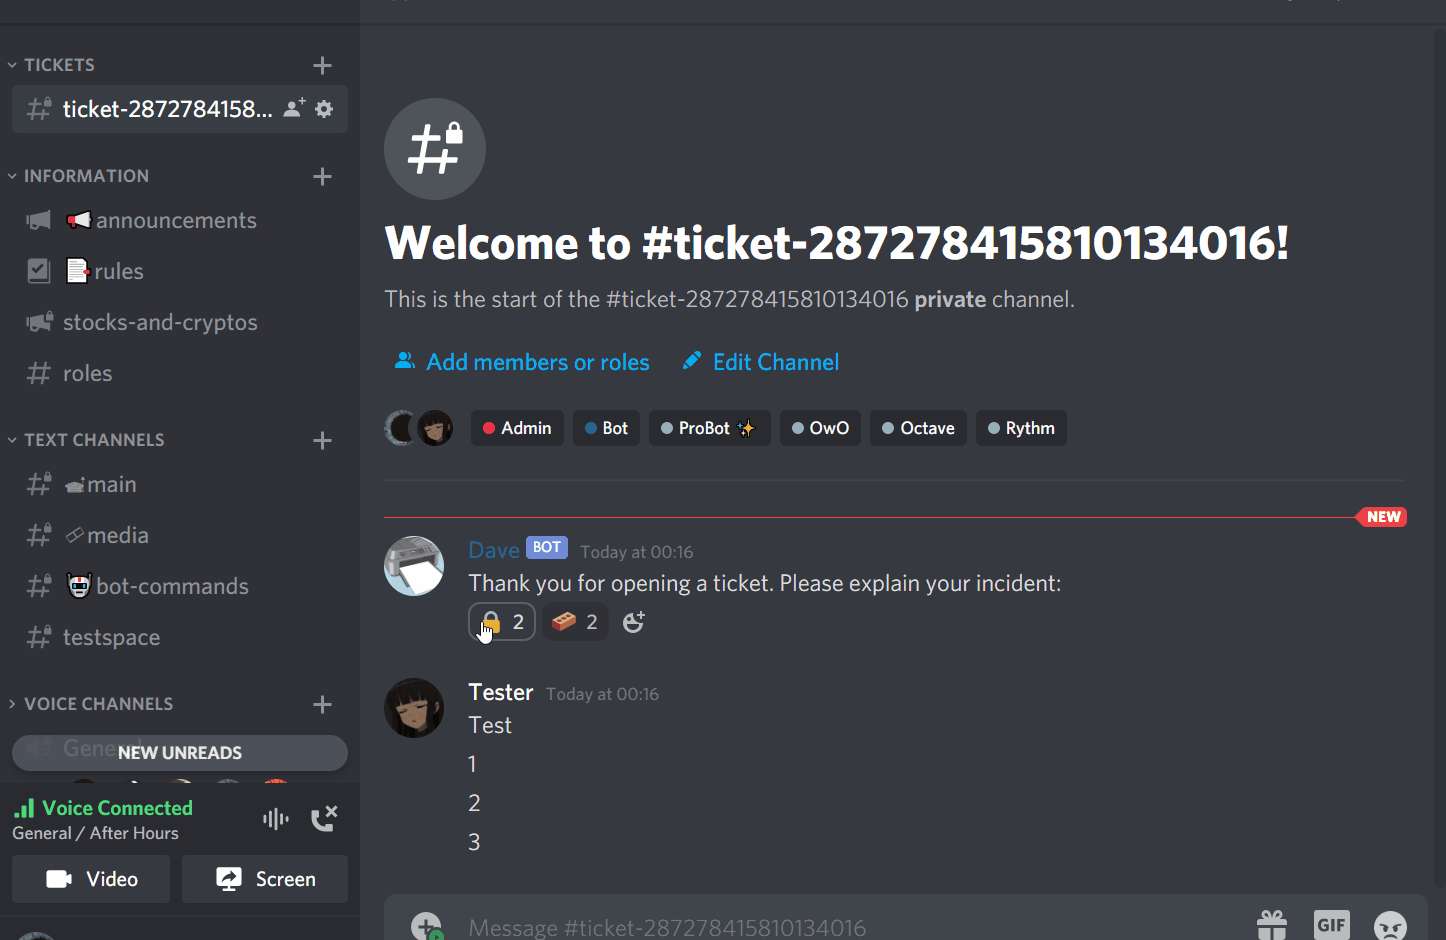 TICKETS
ticket-2872784158...
INFORMATION
announcements
rules
stocks-and-cryptos
roles
TEXT CHANNELS
main
media
bot-commands
testspace
VOICE CHANNELS
Gene
NEW UNREADS
Voice Connected
General / After Hours
Video
Screen
Welcome to #ticket-287278415810134016!
This is the start of the #ticket-287278415810134016 private channel.
Add members or roles Edit Channel
Admin Bot ProBot OwO Octave Rythm
NEW
Dave BOT Today at 00:16
Thank you for opening a ticket. Please explain your incident:
2 2
Tester Today at 00:16
Test
1
2
3
Message #ticket-287278415810134016
GIF